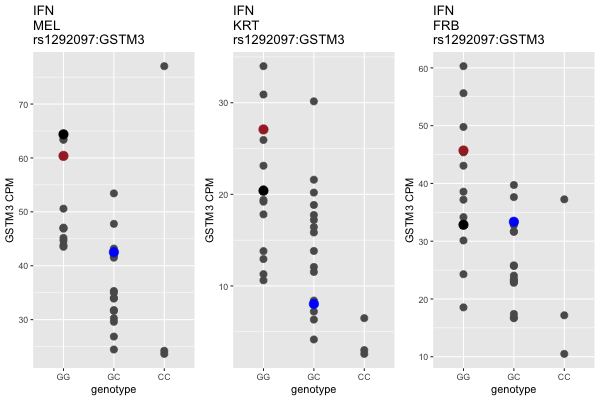 IFN
MEL
rs1292097:GSTM3
GSTM3 CPM
70
60
50
40
30
GG
GC
CC
genotype
IFN
KRT
rs1292097:GSTM3
GSTM3 CPM
30
20
10
GG
GC
CC
genotype
IFN
FRB
rs1292097:GSTM3
GSTM3 CPM
60
50
40
30
20
10
GG
GC
CC
genotype